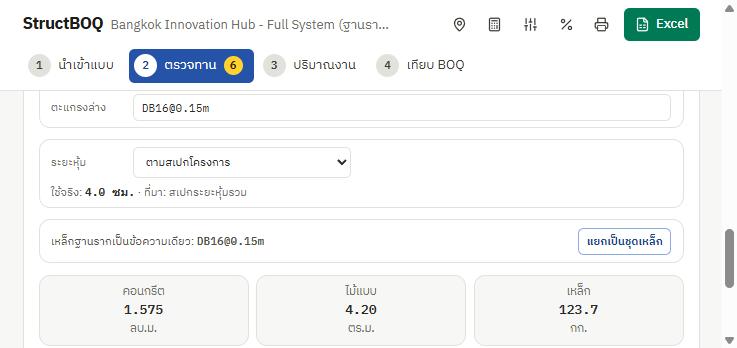 StructBOQ Bangkok Innovation Hub - Full System (ฐานรา... Excel
1 นำเข้าแบบ 2 ตรวจทาน 6 3 ปริมาณงาน 4 เทียบ BOQ
ตะแกรงล่าง DB16@0.15m
ระยะหุ้ม ตามสเปกโครงการ
ใช้จริง: 4.0 ซม. · ที่มา: สเปกระยะหุ้มรวม
เหล็กฐานรากเป็นข้อความเดียว: DB16@0.15m แยกเป็นชุดเหล็ก
คอนกรีต ไม้แบบ เหล็ก
1.575 4.20 123.7
ลบ.ม. ตร.ม. กก.